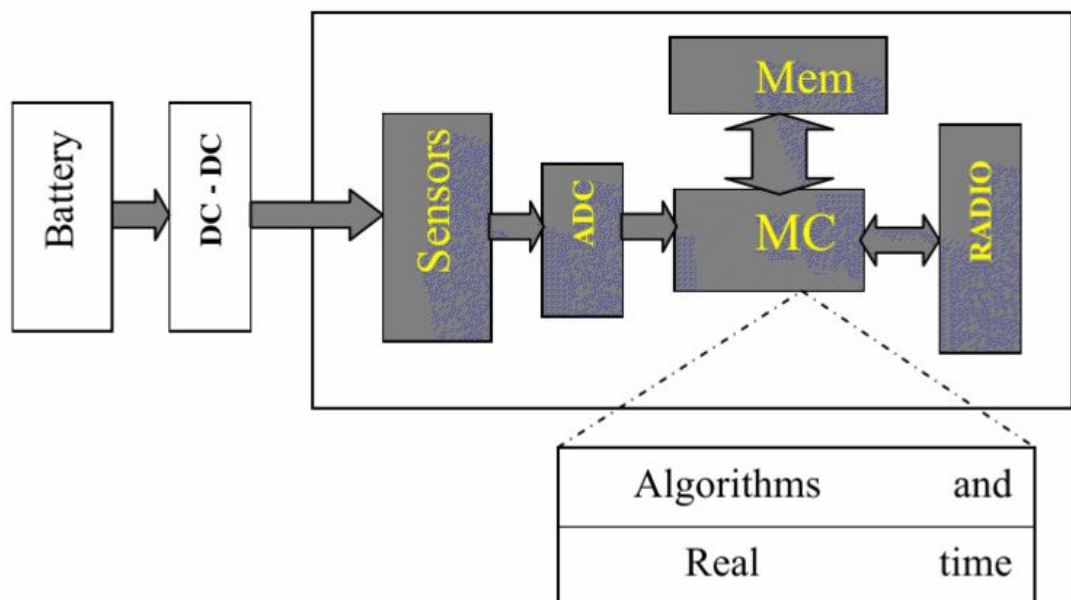 Battery
DC - DC
Sensors
ADC
Mem
MC
RADIO
Algorithms and
Real time